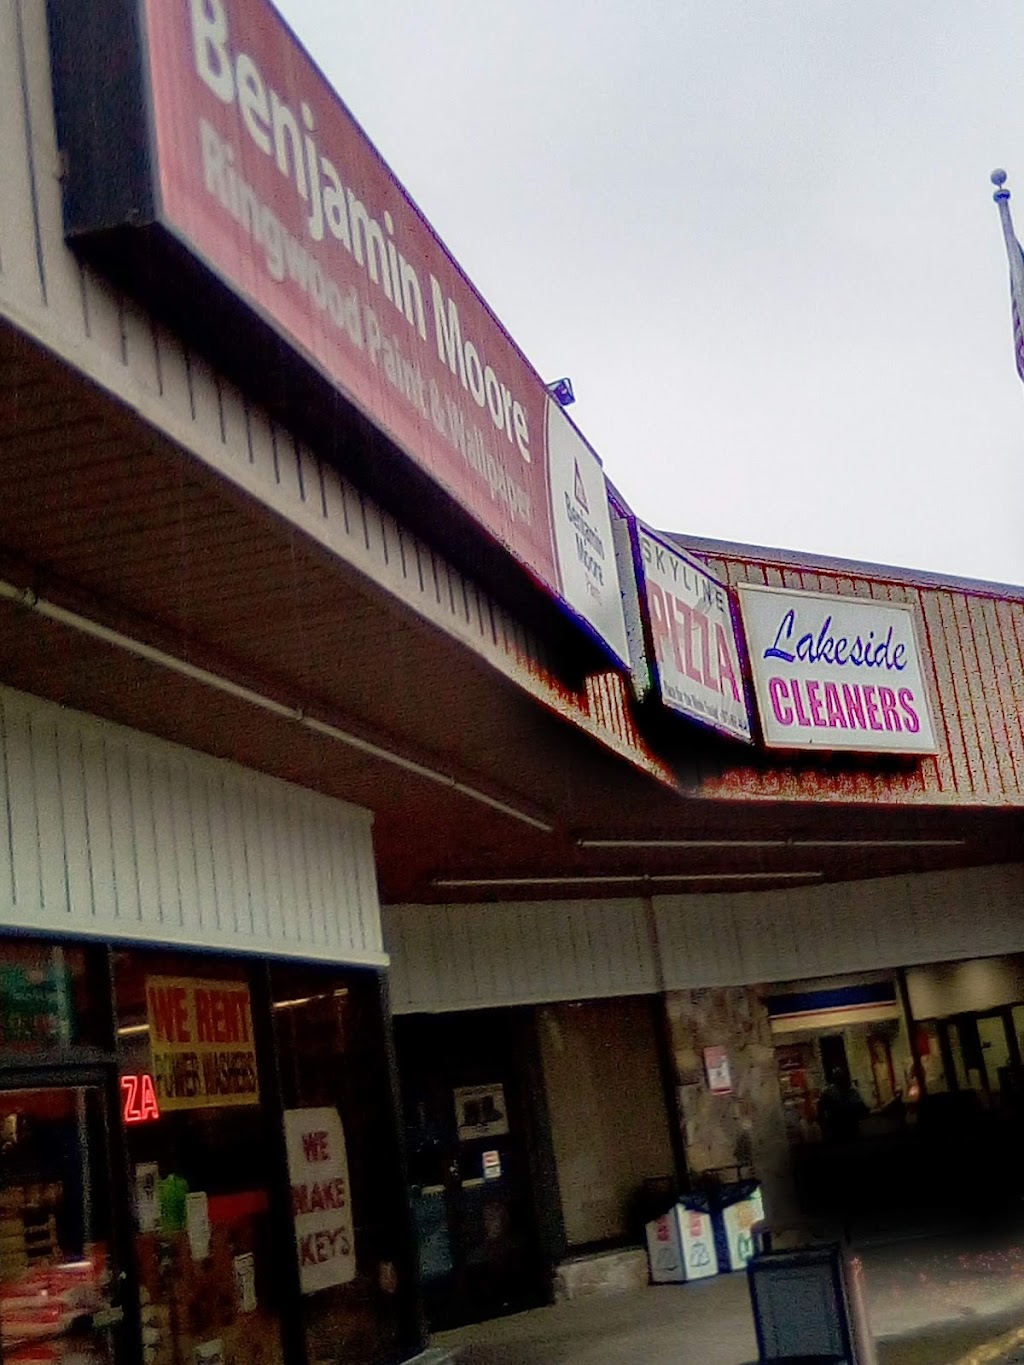 Benjamin Moore
Ringwood Paint & Wallpaper
Benjamin
Moore
SKYLINE
PIZZA
Lakeside
CLEANERS
WE RENT
POWER WASHERS
ZA
WE
MAKE
KEYS